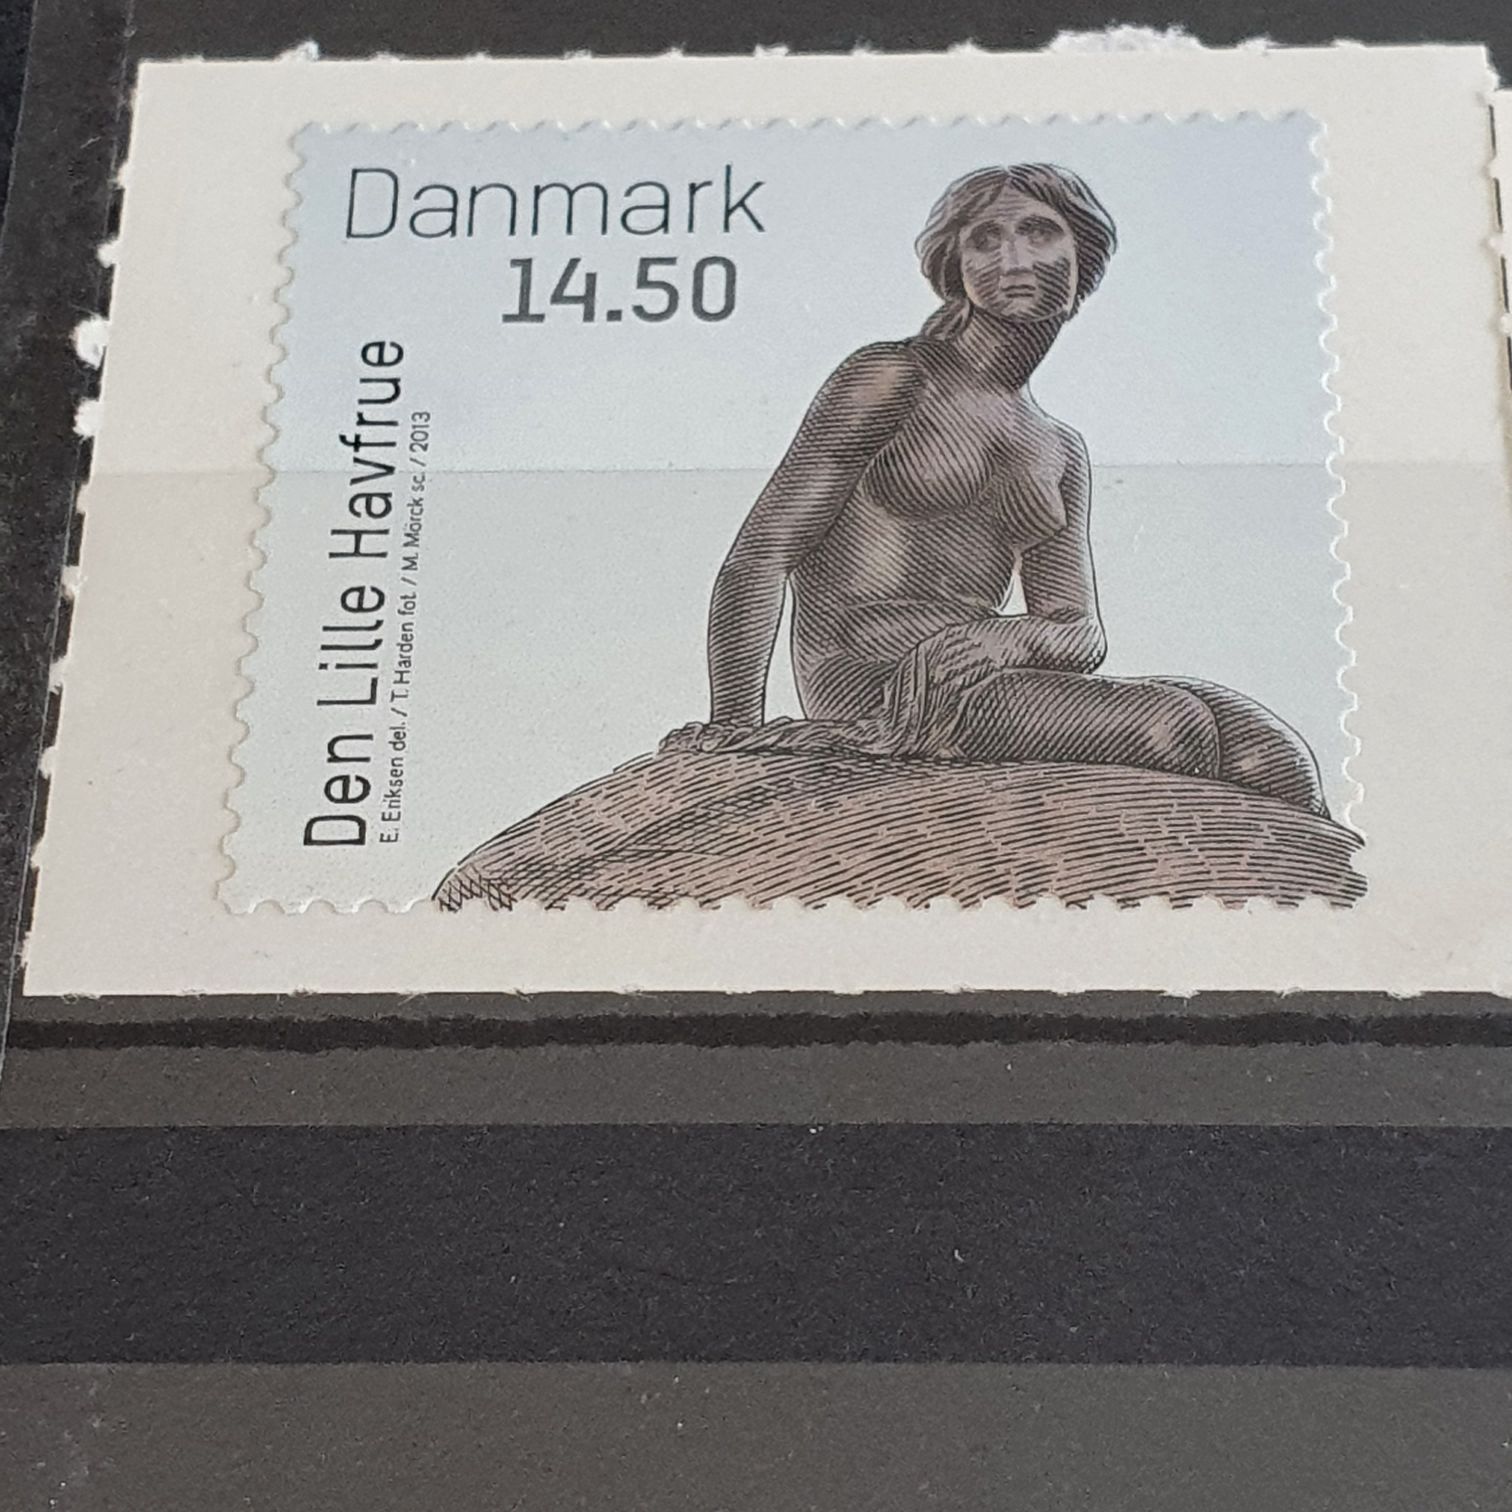 Danmark
14.50
Den Lille Havfrue
E. Eriksen del. / T. Harden fot. / M. Mörck sc. / 2013